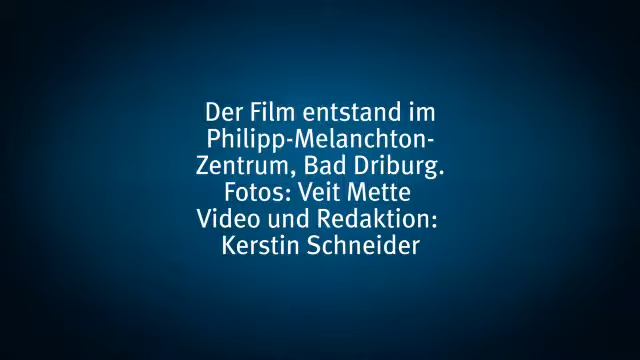 Der Film entstand im
Philipp-Melanchton-
Zentrum, Bad Driburg.
Fotos: Veit Mette
Video und Redaktion:
Kerstin Schneider